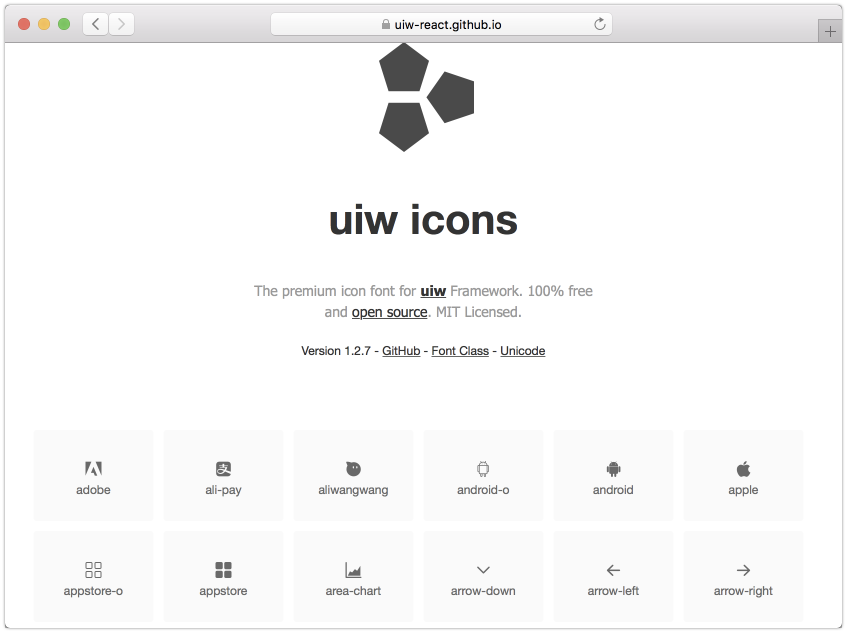 uiw-react.github.io
uiw icons
The premium icon font for uiw Framework. 100% free
and open source. MIT Licensed.
Version 1.2.7 - GitHub - Font Class - Unicode
adobe
ali-pay
aliwangwang
android-o
android
apple
appstore-o
appstore
area-chart
arrow-down
arrow-left
arrow-right